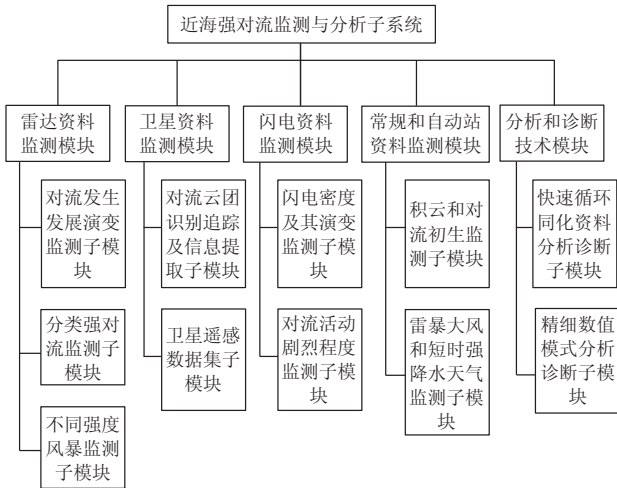 近海强对流监测与分析子系统
雷达资料
监测模块
卫星资料
监测模块
闪电资料
监测模块
常规和自动站
资料监测模块
分析和诊断
技术模块
对流发生
发展演变
监测子模
块
分类强对
流监测子
模块
不同强度
风暴监测
子模块
对流云团
识别追踪
及信息提
取子模块
卫星遥感
数据集子
模块
闪电密度
及其演变
监测子模
块
对流活动
剧烈程度
监测子模
块
积云和对
流初生监
测子模块
雷暴大风
和短时强
降水天气
监测子模
块
快速循环
同化资料
分析诊断
子模块
精细数值
模式分析
诊断子模
块